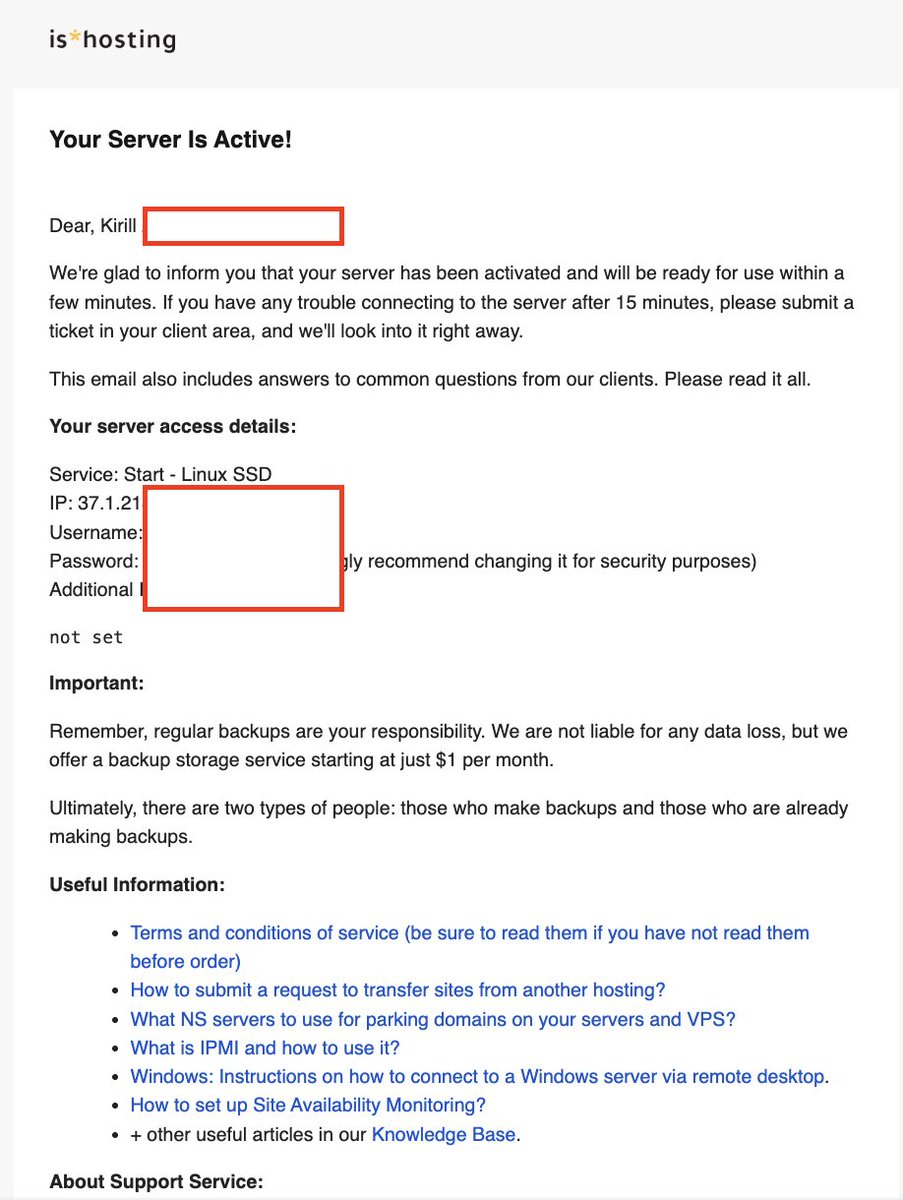 is*hosting
Your Server Is Active!
Dear, Kirill
We're glad to inform you that your server has been activated and will be ready for use within a
few minutes. If you have any trouble connecting to the server after 15 minutes, please submit a
ticket in your client area, and we'll look into it right away.
This email also includes answers to common questions from our clients. Please read it all.
Your server access details:
Service: Start - Linux SSD
IP: 37.1.21
Username:
Password: gly recommend changing it for security purposes)
Additional
not set
Important:
Remember, regular backups are your responsibility. We are not liable for any data loss, but we
offer a backup storage service starting at just $1 per month.
Ultimately, there are two types of people: those who make backups and those who are already
making backups.
Useful Information:
• Terms and conditions of service (be sure to read them if you have not read them
before order)
• How to submit a request to transfer sites from another hosting?
• What NS servers to use for parking domains on your servers and VPS?
• What is IPMI and how to use it?
• Windows: Instructions on how to connect to a Windows server via remote desktop.
• How to set up Site Availability Monitoring?
• + other useful articles in our Knowledge Base.
About Support Service: